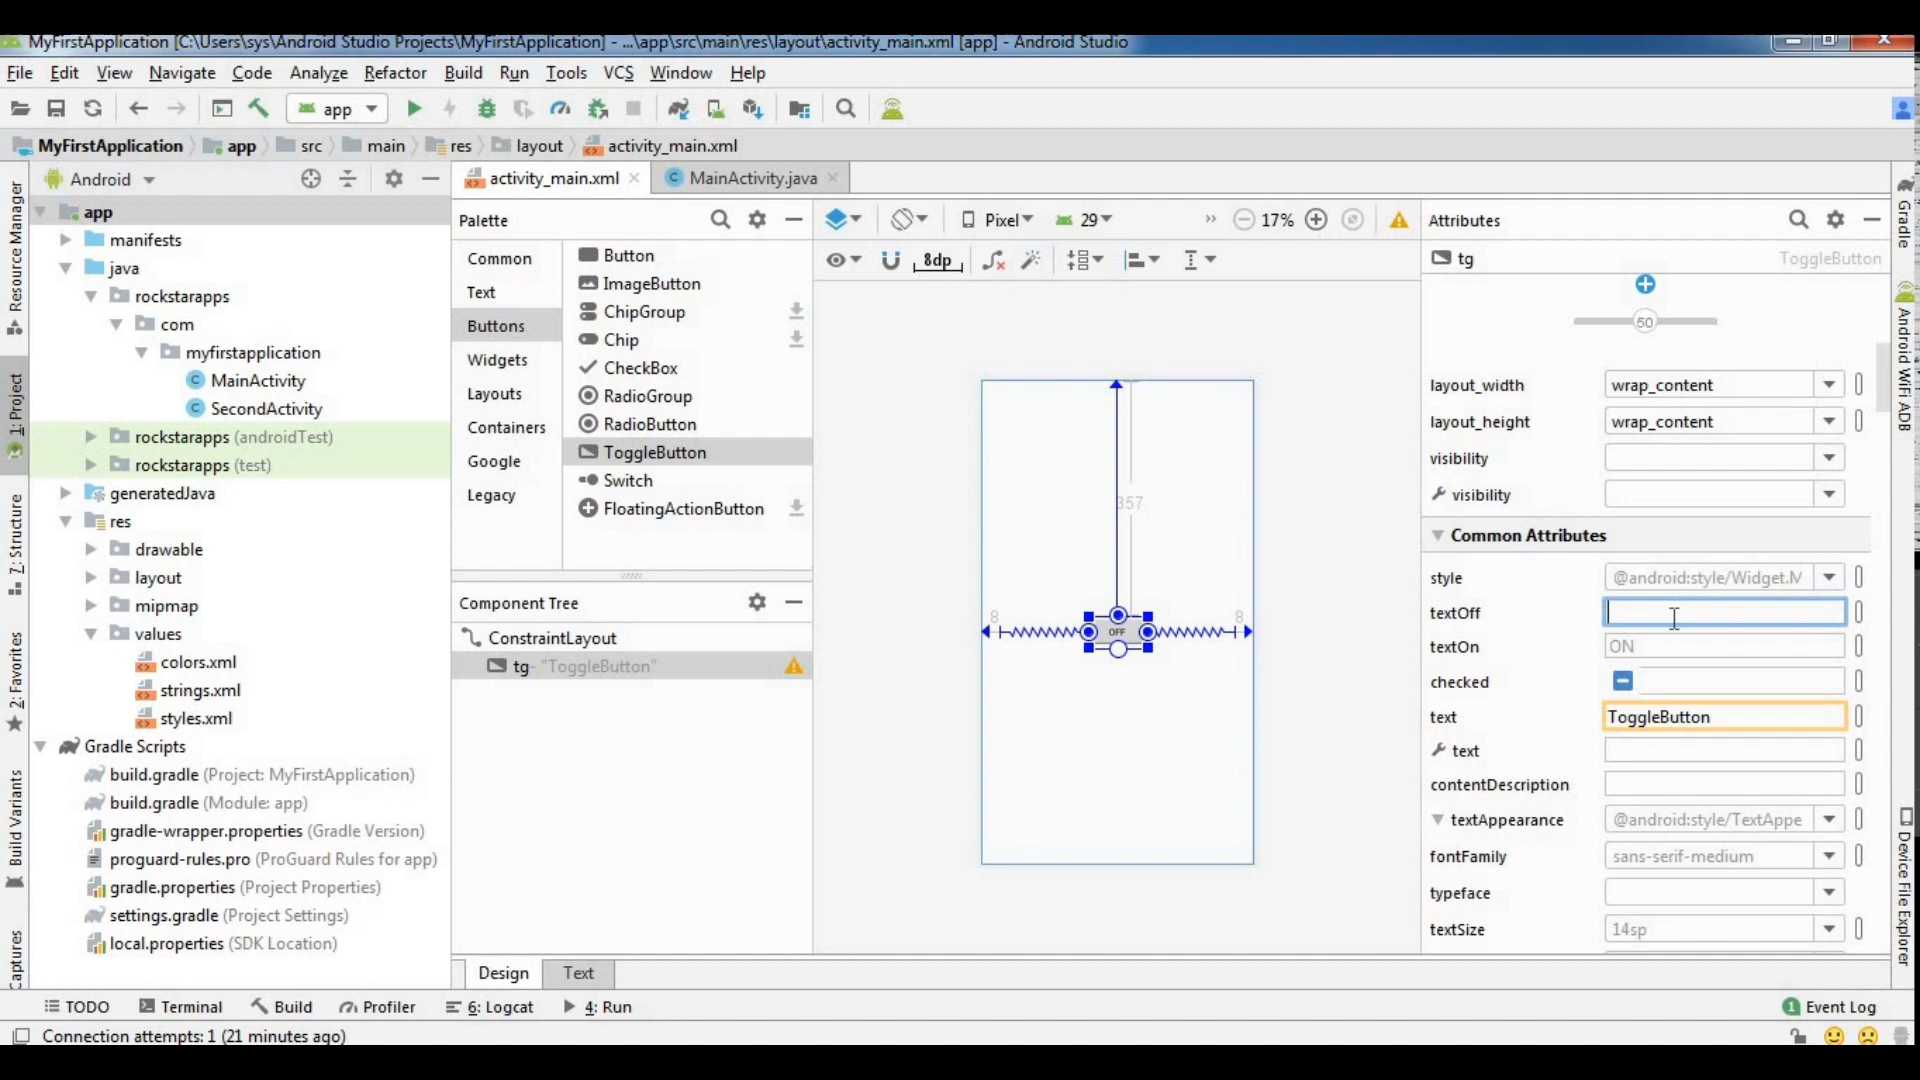 MyFirstApplication [C:\Users\sys\Android Studio Projects\MyFirstApplication] - ...\app\src\main\res\layout\activity_main.xml [app] - Android Studio
File Edit View Navigate Code Analyze Refactor Build Run Tools VCS Window Help
app
MyFirstApplication app src main res layout activity_main.xml
Resource Manager
1: Project
7: Structure
2: Favorites
Build Variants
Captures
Android
app
manifests
java
rockstarapps
com
myfirstapplication
MainActivity
SecondActivity
rockstarapps (androidTest)
rockstarapps (test)
generatedJava
res
drawable
layout
mipmap
values
colors.xml
strings.xml
styles.xml
Gradle Scripts
build.gradle (Project: MyFirstApplication)
build.gradle (Module: app)
gradle-wrapper.properties (Gradle Version)
proguard-rules.pro (ProGuard Rules for app)
gradle.properties (Project Properties)
settings.gradle (Project Settings)
local.properties (SDK Location)
activity_main.xml MainActivity.java
Palette
Common
Text
Buttons
Widgets
Layouts
Containers
Google
Legacy
Button
ImageButton
ChipGroup
Chip
CheckBox
RadioGroup
RadioButton
ToggleButton
Switch
FloatingActionButton
Component Tree
ConstraintLayout
tg- "ToggleButton"
Pixel 29 17%
8dp
357
8 8
OFF
Design Text
Attributes
tg ToggleButton
50
layout_width wrap_content
layout_height wrap_content
visibility
visibility
Common Attributes
style @android:style/Widget.M
textOff
textOn ON
checked
text ToggleButton
text
contentDescription
textAppearance @android:style/TextAppe
fontFamily sans-serif-medium
typeface
textSize 14sp
Gradle
Android WiFi ADB
Device File Explorer
TODO Terminal Build Profiler 6: Logcat 4: Run 1 Event Log
Connection attempts: 1 (21 minutes ago)